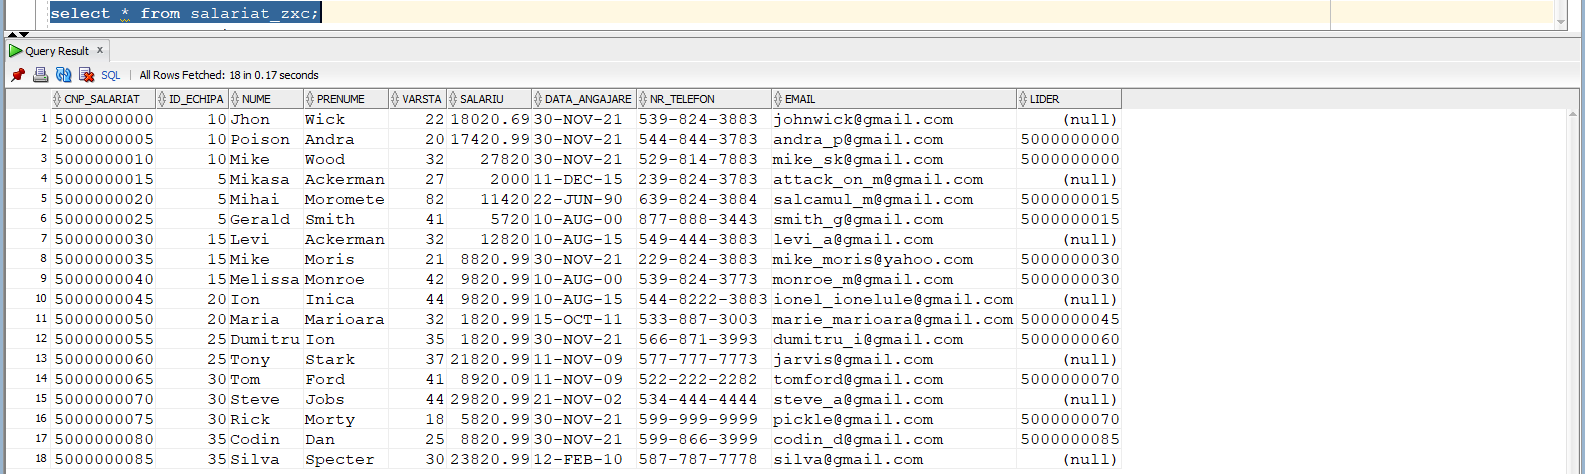 select * from salariat_zxc;
Query Result x
SQL | All Rows Fetched: 18 in 0.17 seconds
CNP_SALARIAT ID_ECHIPA NUME PRENUME VARSTA SALARIU DATA_ANGAJARE NR_TELEFON EMAIL LIDER
1 5000000000 10 Jhon Wick 22 18020.69 30-NOV-21 539-824-3883 johnwick@gmail.com (null)
2 5000000005 10 Poison Andra 20 17420.99 30-NOV-21 544-844-3783 andra_p@gmail.com 5000000000
3 5000000010 10 Mike Wood 32 27820 30-NOV-21 529-814-7883 mike_sk@gmail.com 5000000000
4 5000000015 5 Mikasa Ackerman 27 2000 11-DEC-15 239-824-3783 attack_on_m@gmail.com (null)
5 5000000020 5 Mihai Moromete 82 11420 22-JUN-90 639-824-3884 salcamul_m@gmail.com 5000000015
6 5000000025 5 Gerald Smith 41 5720 10-AUG-00 877-888-3443 smith_g@gmail.com 5000000015
7 5000000030 15 Levi Ackerman 32 12820 10-AUG-15 549-444-3883 levi_a@gmail.com (null)
8 5000000035 15 Mike Moris 21 8820.99 30-NOV-21 229-824-3883 mike_moris@yahoo.com 5000000030
9 5000000040 15 Melissa Monroe 42 9820.99 10-AUG-00 539-824-3773 monroe_m@gmail.com 5000000030
10 5000000045 20 Ion Inica 44 9820.99 10-AUG-15 544-8222-3883 ionel_ionelule@gmail.com (null)
11 5000000050 20 Maria Marioara 32 1820.99 15-OCT-11 533-887-3003 marie_marioara@gmail.com 5000000045
12 5000000055 25 Dumitru Ion 35 1820.99 30-NOV-21 566-871-3993 dumitru_i@gmail.com 5000000060
13 5000000060 25 Tony Stark 37 21820.99 11-NOV-09 577-777-7773 jarvis@gmail.com (null)
14 5000000065 30 Tom Ford 41 8920.09 11-NOV-09 522-222-2282 tomford@gmail.com 5000000070
15 5000000070 30 Steve Jobs 44 29820.99 21-NOV-02 534-444-4444 steve_a@gmail.com (null)
16 5000000075 30 Rick Morty 18 5820.99 30-NOV-21 599-999-9999 pickle@gmail.com 5000000070
17 5000000080 35 Codin Dan 25 8820.99 30-NOV-21 599-866-3999 codin_d@gmail.com 5000000085
18 5000000085 35 Silva Specter 30 23820.99 12-FEB-10 587-787-7778 silva@gmail.com (null)